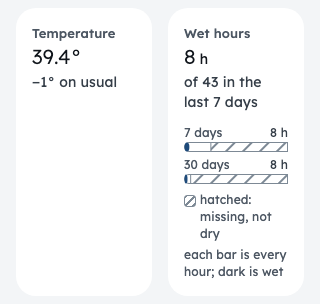 Temperature
39.4°
−1° on usual
Wet hours
8 h
of 43 in the
last 7 days
7 days 8 h
30 days 8 h
hatched:
missing, not
dry
each bar is every
hour; dark is wet